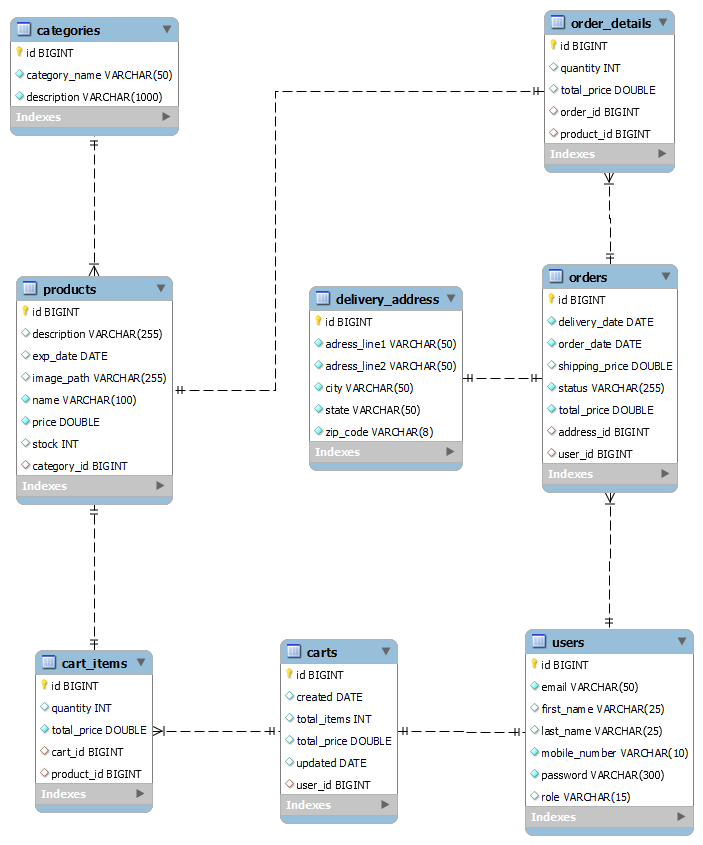 categories
id BIGINT
category_name VARCHAR(50)
description VARCHAR(1000)
Indexes
order_details
id BIGINT
quantity INT
total_price DOUBLE
order_id BIGINT
product_id BIGINT
Indexes
products
id BIGINT
description VARCHAR(255)
exp_date DATE
image_path VARCHAR(255)
name VARCHAR(100)
price DOUBLE
stock INT
category_id BIGINT
Indexes
delivery_address
id BIGINT
adress_line1 VARCHAR(50)
adress_line2 VARCHAR(50)
city VARCHAR(50)
state VARCHAR(50)
zip_code VARCHAR(8)
Indexes
orders
id BIGINT
delivery_date DATE
order_date DATE
shipping_price DOUBLE
status VARCHAR(255)
total_price DOUBLE
address_id BIGINT
user_id BIGINT
Indexes
cart_items
id BIGINT
quantity INT
total_price DOUBLE
cart_id BIGINT
product_id BIGINT
Indexes
carts
id BIGINT
created DATE
total_items INT
total_price DOUBLE
updated DATE
user_id BIGINT
Indexes
users
id BIGINT
email VARCHAR(50)
first_name VARCHAR(25)
last_name VARCHAR(25)
mobile_number VARCHAR(10)
password VARCHAR(300)
role VARCHAR(15)
Indexes